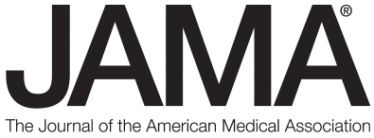 JAMA®
The Journal of the American Medical Association